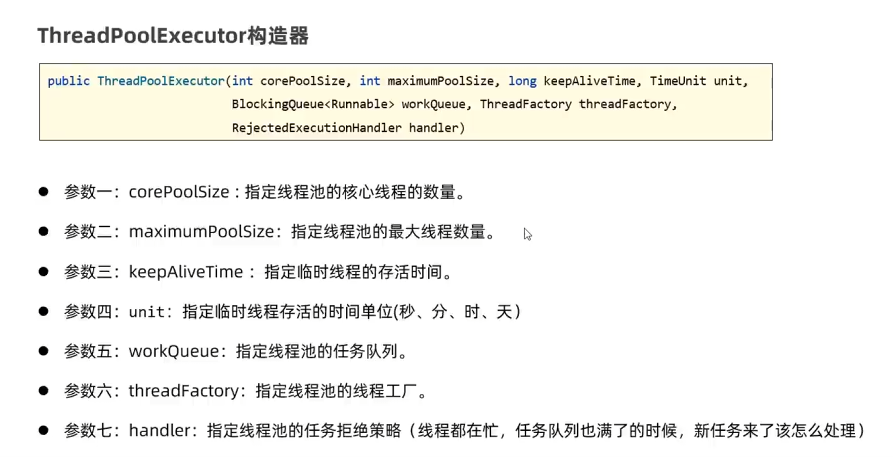 ThreadPoolExecutor构造器
public ThreadPoolExecutor(int corePoolSize, int maximumPoolSize, long keepAliveTime, TimeUnit unit,
BlockingQueue<Runnable> workQueue, ThreadFactory threadFactory,
RejectedExecutionHandler handler)
● 参数一：corePoolSize : 指定线程池的核心线程的数量。
● 参数二：maximumPoolSize：指定线程池的最大线程数量。
● 参数三：keepAliveTime ：指定临时线程的存活时间。
● 参数四：unit：指定临时线程存活的时间单位(秒、分、时、天）
● 参数五：workQueue：指定线程池的任务队列。
● 参数六：threadFactory：指定线程池的线程工厂。
● 参数七：handler：指定线程池的任务拒绝策略（线程都在忙，任务队列也满了的时候，新任务来了该怎么处理）